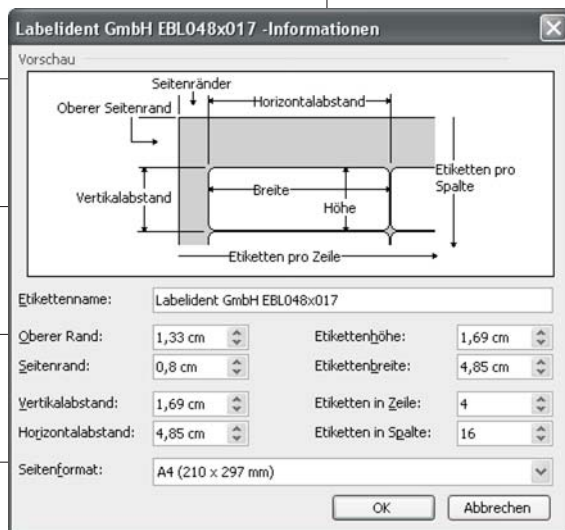 Labelident GmbH EBL048x017 -Informationen
Vorschau
Seitenränder
Oberer Seitenrand
Horizontalabstand
Etiketten pro
Spalte
Vertikalabstand
Breite
Höhe
Etiketten pro Zeile
Etikettenname: Labelident GmbH EBL048x017
Oberer Rand: 1,33 cm Etikettenhöhe: 1,69 cm
Seitenrand: 0,8 cm Etikettenbreite: 4,85 cm
Vertikalabstand: 1,69 cm Etiketten in Zeile: 4
Horizontalabstand: 4,85 cm Etiketten in Spalte: 16
Seitenformat: A4 (210 x 297 mm)
OK Abbrechen